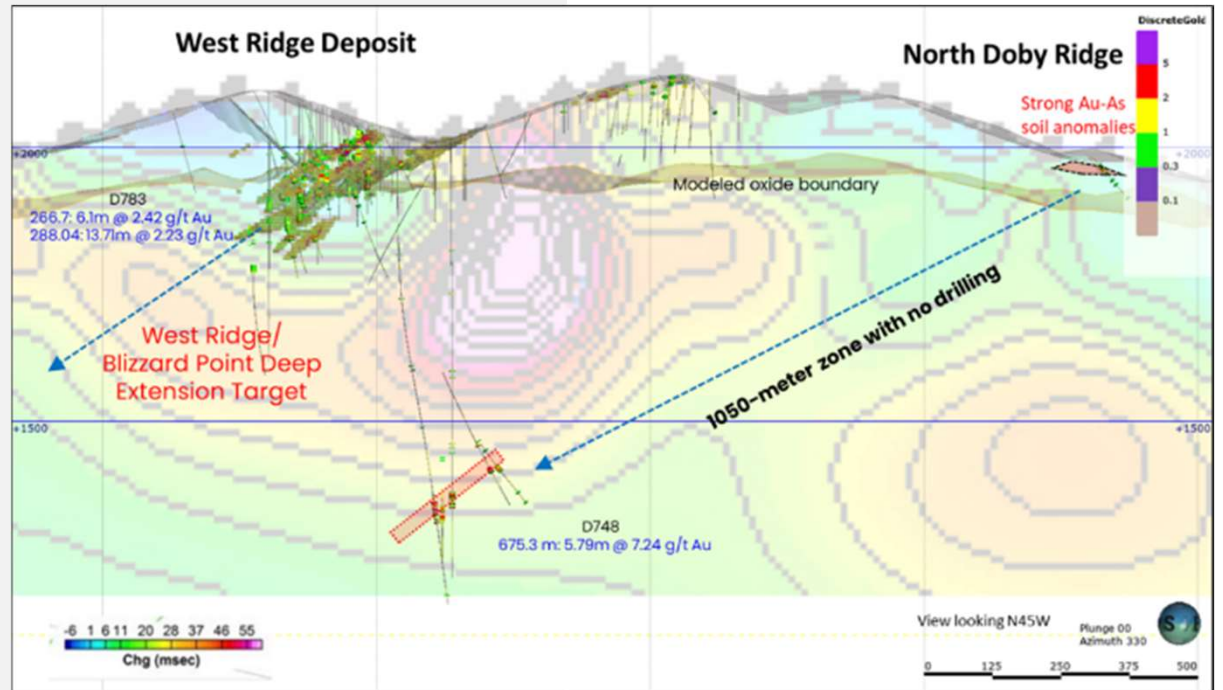 DiscreteGold
West Ridge Deposit
North Doby Ridge
5
Strong Au-As
soil anomalies
2
1
0.3
0.1
+2000
+2000
Modeled oxide boundary
D783
266.7: 6.1m @ 2.42 g/t Au
288.04:13.71m @ 2.23 g/t Au
West Ridge/
Blizzard Point Deep
Extension Target
1050-meter zone with no drilling
+1500
+1500
D748
675.3 m: 5.79m @ 7.24 g/t Au
-6 1 6 11 20 28 37 46 55
Chg (msec)
View looking N45W
Plunge 00
Azimuth 330
0 125 250 375 500